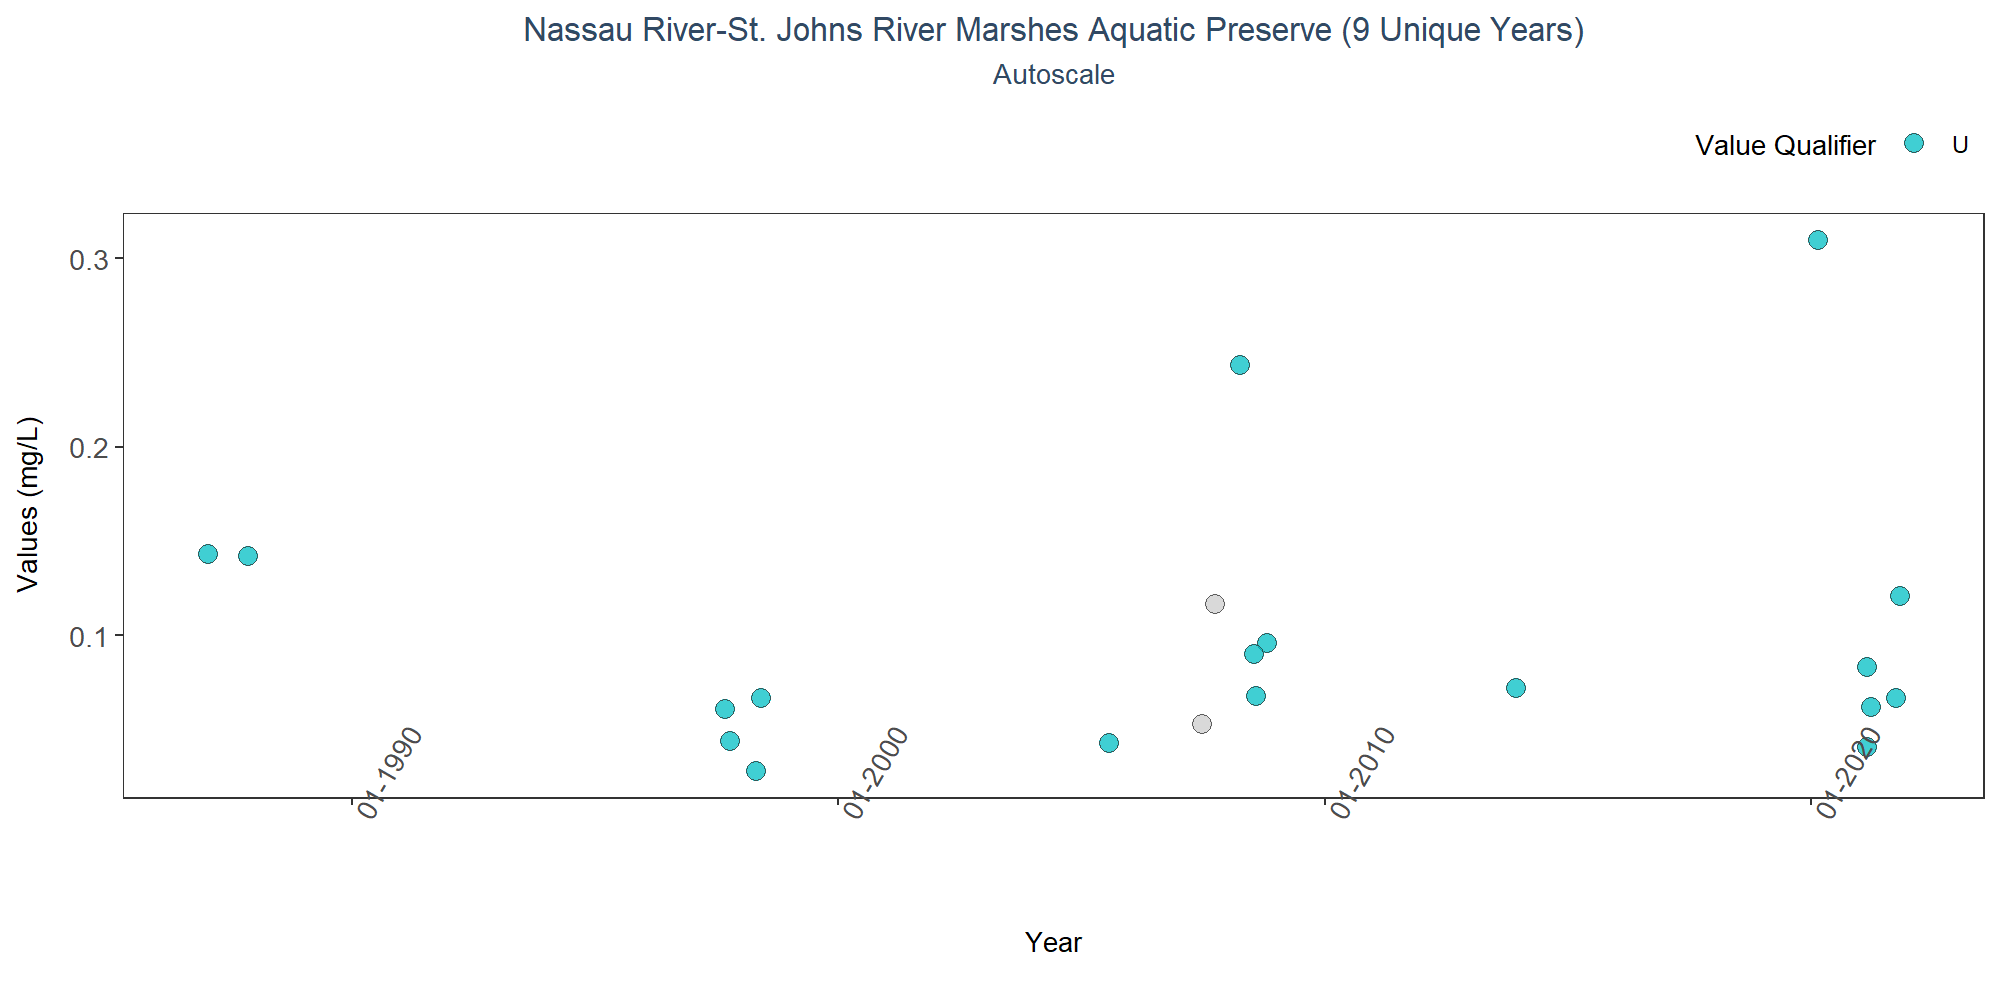 Nassau River-St. Johns River Marshes Aquatic Preserve (9 Unique Years)
Autoscale
Value Qualifier
U
Values (mg/L)
0.3
0.2
0.1
01-1990
01-2000
01-2010
01-2020
Year